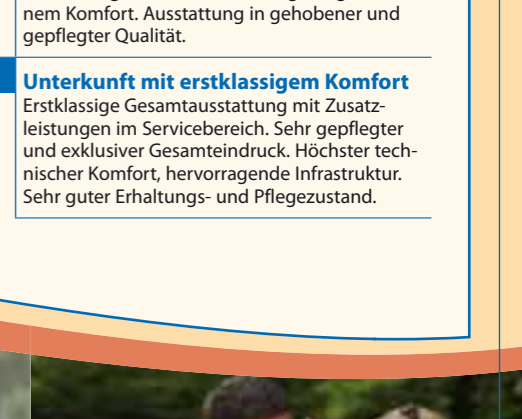 nem Komfort. Ausstattung in gehobener und
gepflegter Qualität.
Unterkunft mit erstklassigem Komfort
Erstklassige Gesamtausstattung mit Zusatz-
leistungen im Servicebereich. Sehr gepflegter
und exklusiver Gesamteindruck. Höchster tech-
nischer Komfort, hervorragende Infrastruktur.
Sehr guter Erhaltungs- und Pflegezustand.